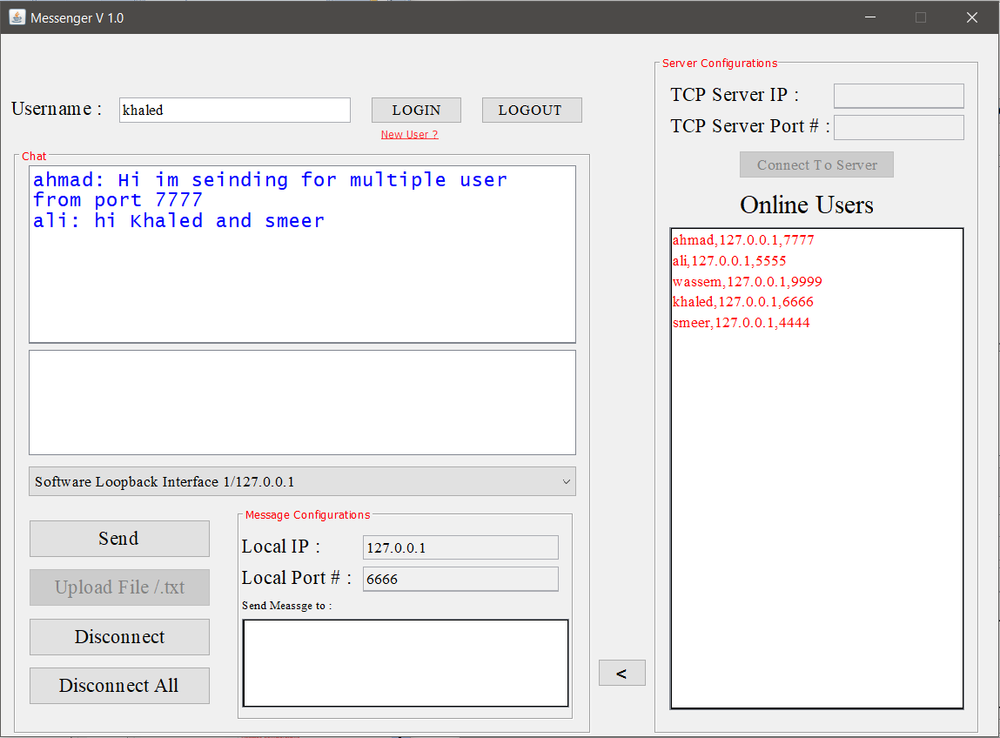 Messenger V 1.0
Username :
khaled
LOGIN
LOGOUT
New User ?
Chat
ahmad: Hi im seinding for multiple user
from port 7777
ali: hi Khaled and smeer
Software Loopback Interface 1/127.0.0.1
Send
Upload File /.txt
Disconnect
Disconnect All
Message Configurations
Local IP :
127.0.0.1
Local Port # :
6666
Send Meassge to :
<
Server Configurations
TCP Server IP :
TCP Server Port # :
Connect To Server
Online Users
ahmad,127.0.0.1,7777
ali,127.0.0.1,5555
wassem,127.0.0.1,9999
khaled,127.0.0.1,6666
smeer,127.0.0.1,4444